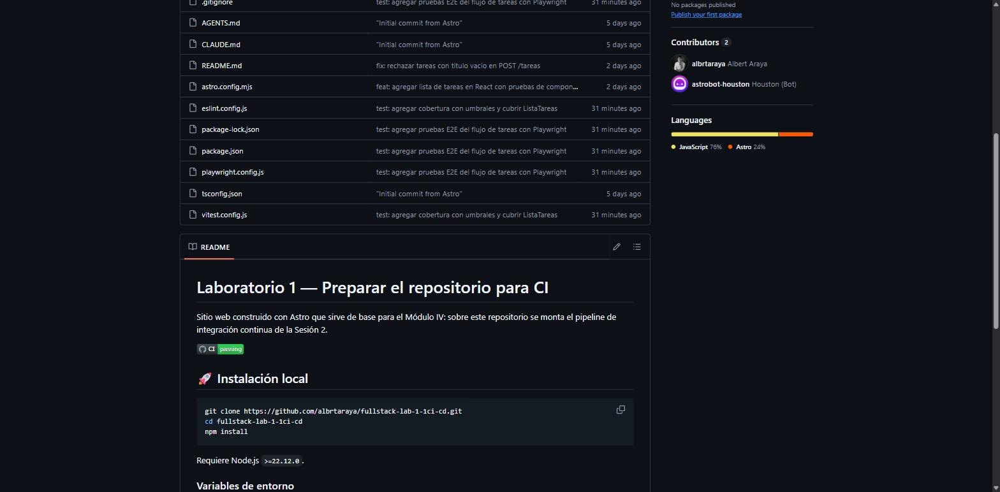 .gitignore test: agregar pruebas E2E del flujo de tareas con Playwright 31 minutes ago
AGENTS.md "Initial commit from Astro" 5 days ago
CLAUDE.md "Initial commit from Astro" 5 days ago
README.md fix: rechazar tareas con titulo vacio en POST /tareas 2 days ago
astro.config.mjs feat: agregar lista de tareas en React con pruebas de compon... 2 days ago
eslint.config.js test: agregar cobertura con umbrales y cubrir ListaTareas 31 minutes ago
package-lock.json test: agregar pruebas E2E del flujo de tareas con Playwright 31 minutes ago
package.json test: agregar pruebas E2E del flujo de tareas con Playwright 31 minutes ago
playwright.config.js test: agregar pruebas E2E del flujo de tareas con Playwright 31 minutes ago
tsconfig.json "Initial commit from Astro" 5 days ago
vitest.config.js test: agregar cobertura con umbrales y cubrir ListaTareas 31 minutes ago
README
Laboratorio 1 — Preparar el repositorio para CI
Sitio web construido con Astro que sirve de base para el Módulo IV: sobre este repositorio se monta el pipeline de
integración continua de la Sesión 2.
CI passing
🚀 Instalación local
git clone https://github.com/albrtaraya/fullstack-lab-1-1ci-cd.git
cd fullstack-lab-1-1ci-cd
npm install
Requiere Node.js >=22.12.0.
Variables de entorno
No packages published
Publish your first package
Contributors 2
albrtaraya Albert Araya
astrobot-houston Houston (Bot)
Languages
JavaScript 76% Astro 24%